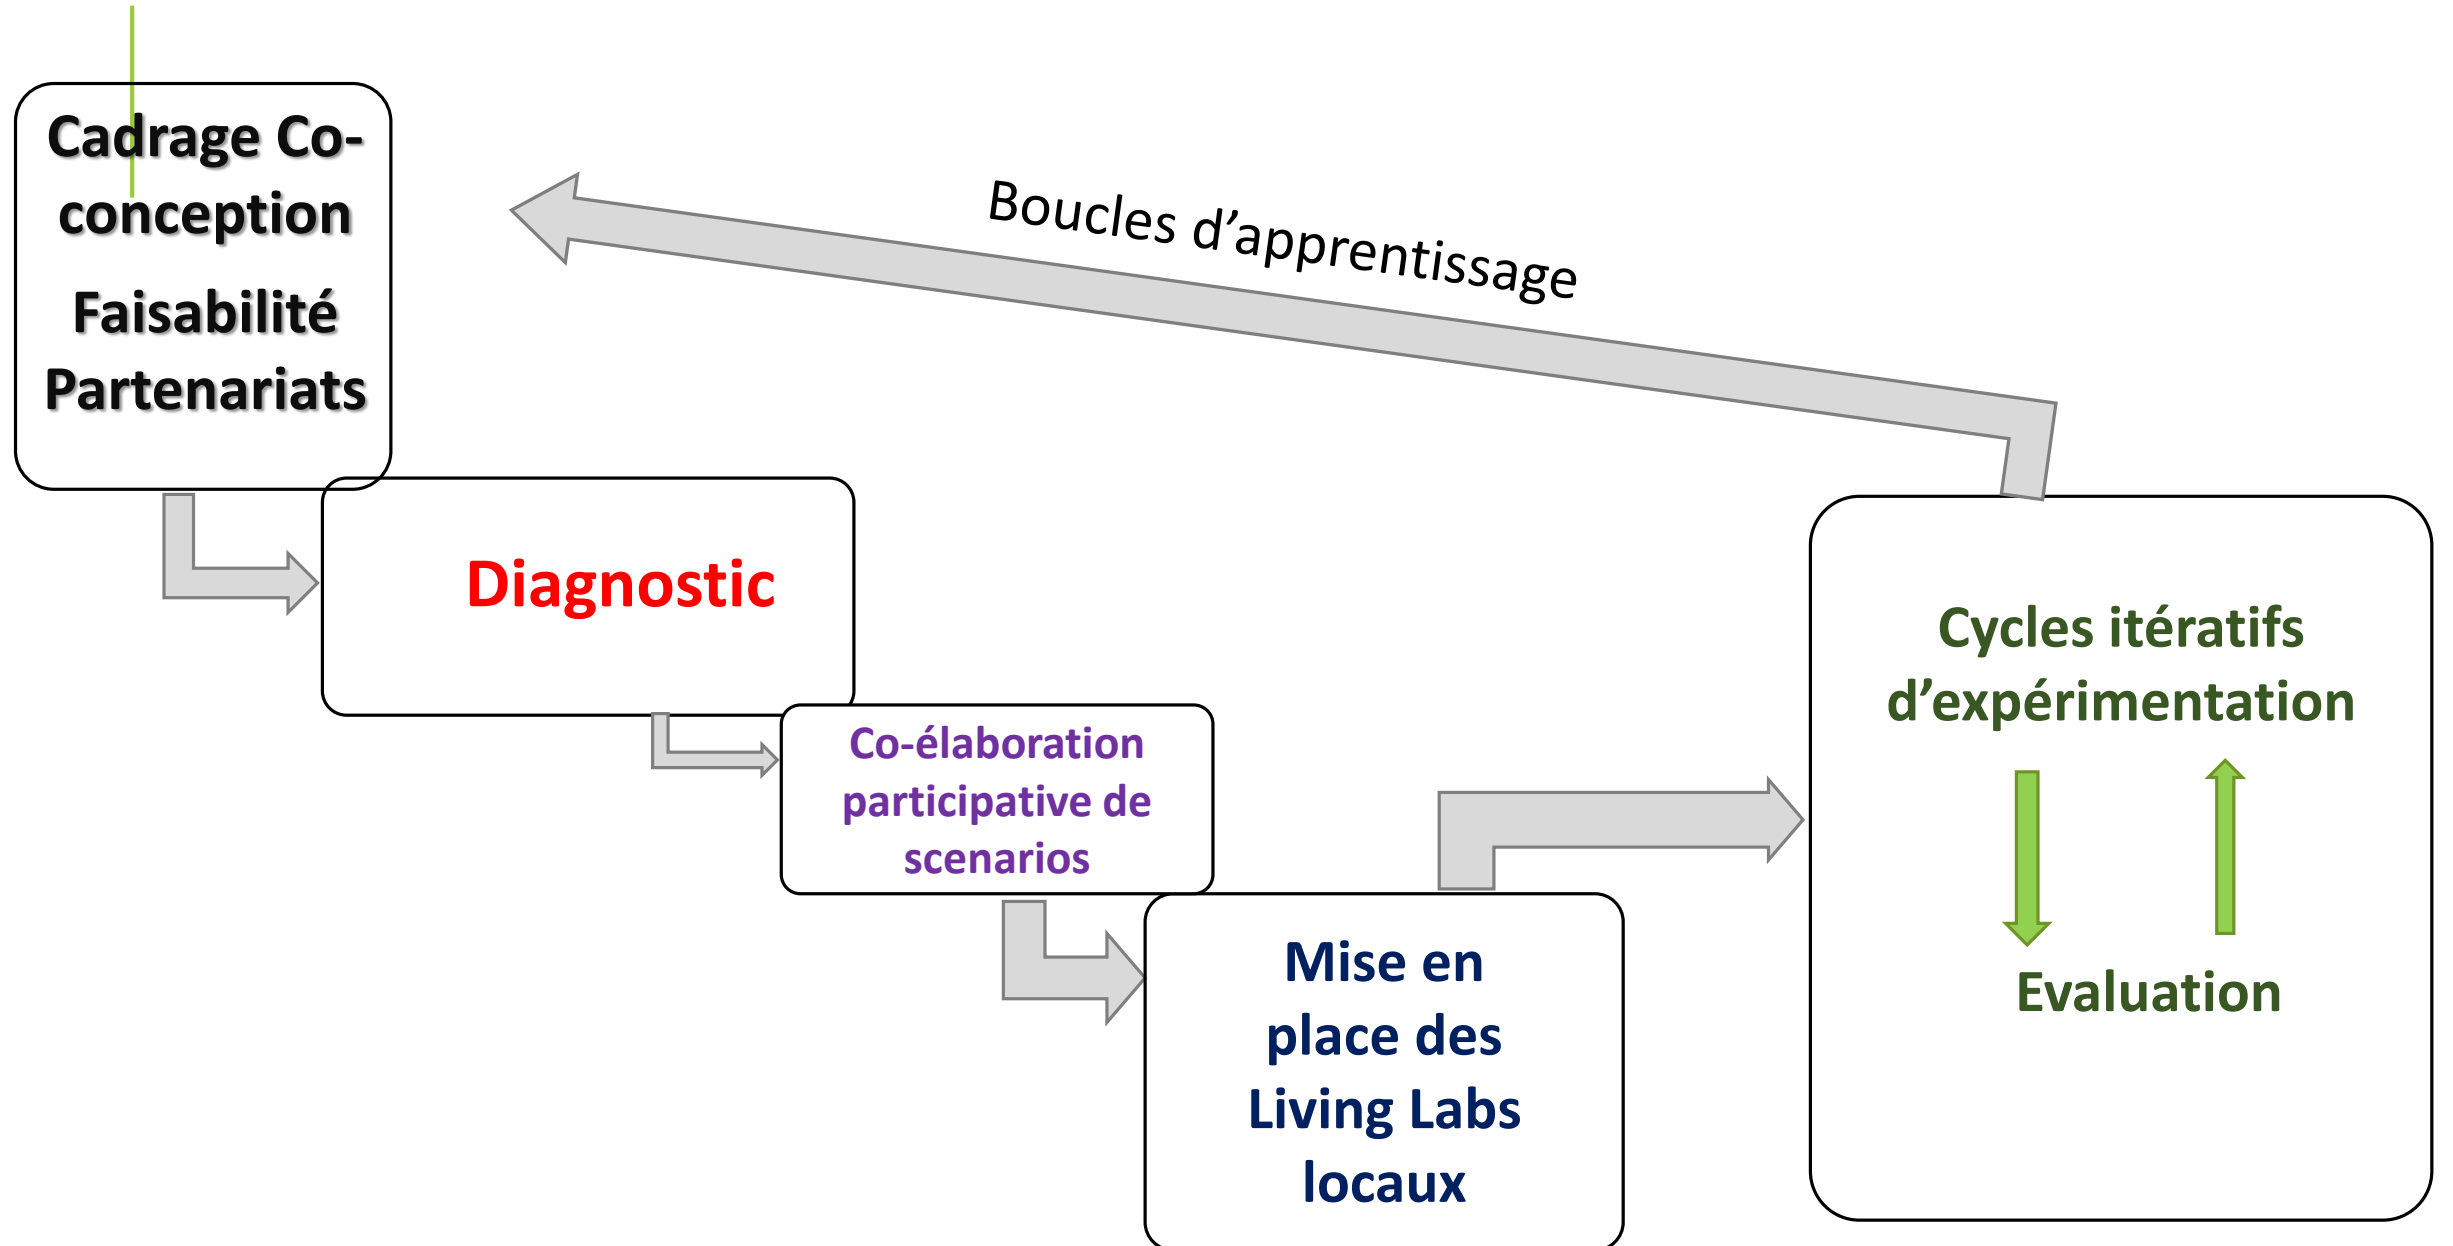 Cadrage Co-
conception
Faisabilité
Partenariats
Boucles d’apprentissage
Diagnostic
Co-élaboration
participative de
scenarios
Mise en
place des
Living Labs
locaux
Cycles itératifs
d’expérimentation
Evaluation